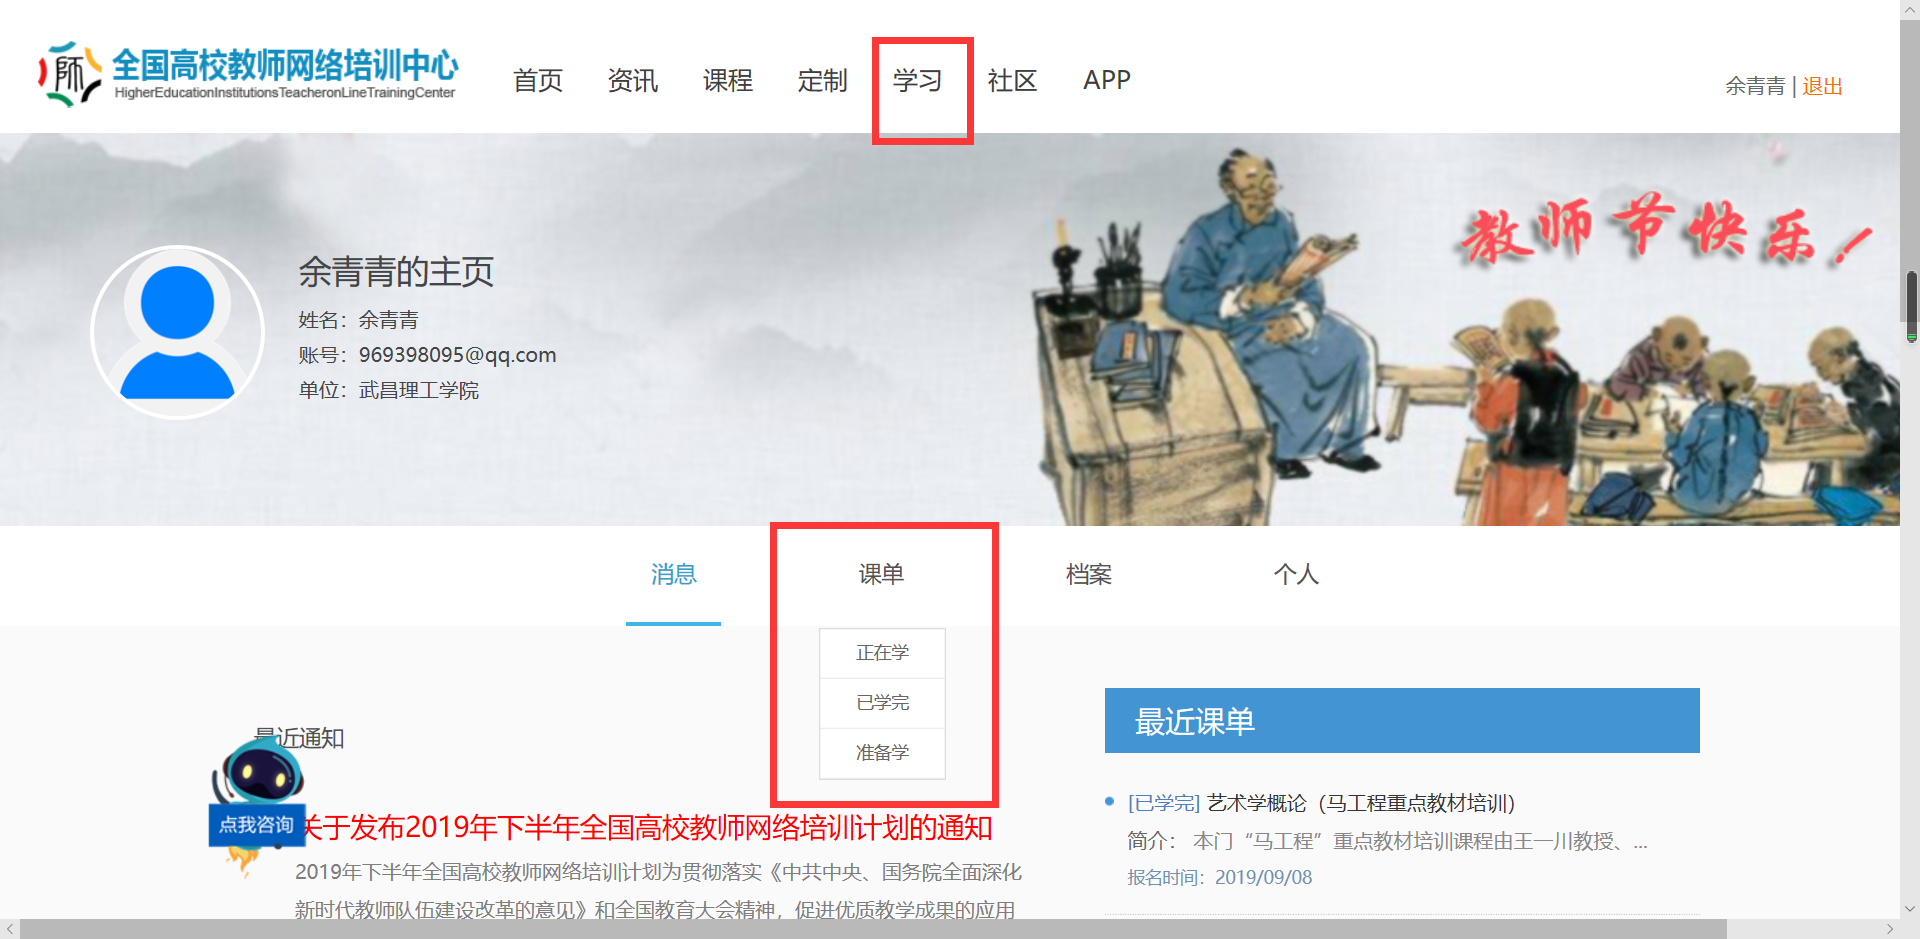 师 全国高校教师网络培训中心
HigherEducationInstitutionsTeacheronLineTrainingCenter
首页 资讯 课程 定制 学习 社区 APP
余青青 | 退出
教师节快乐！
余青青的主页
姓名：余青青
账号：969398095@qq.com
单位：武昌理工学院
消息 课单 档案 个人
正在学
已学完
准备学
最近通知
点我咨询
关于发布2019年下半年全国高校教师网络培训计划的通知
2019年下半年全国高校教师网络培训计划为贯彻落实《中共中央、国务院全面深化
新时代教师队伍建设改革的意见》和全国教育大会精神，促进优质教学成果的应用
最近课单
[已学完] 艺术学概论（马工程重点教材培训）
简介： 本门“马工程”重点教材培训课程由王一川教授、...
报名时间：2019/09/08